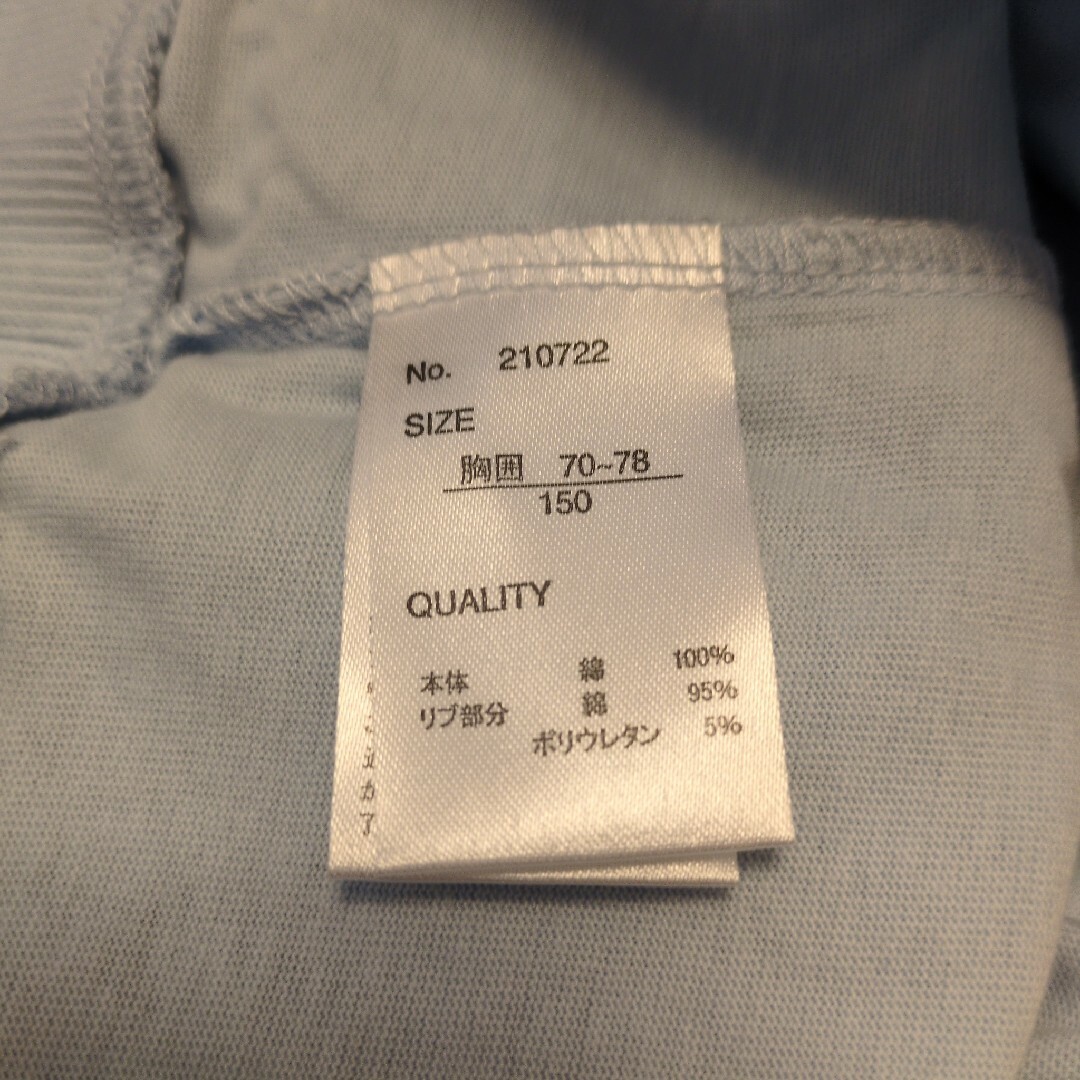 No. 210722
SIZE
胸囲 70~78
150
QUALITY
本体 綿 100%
リブ部分 綿 95%
ポリウレタン 5%